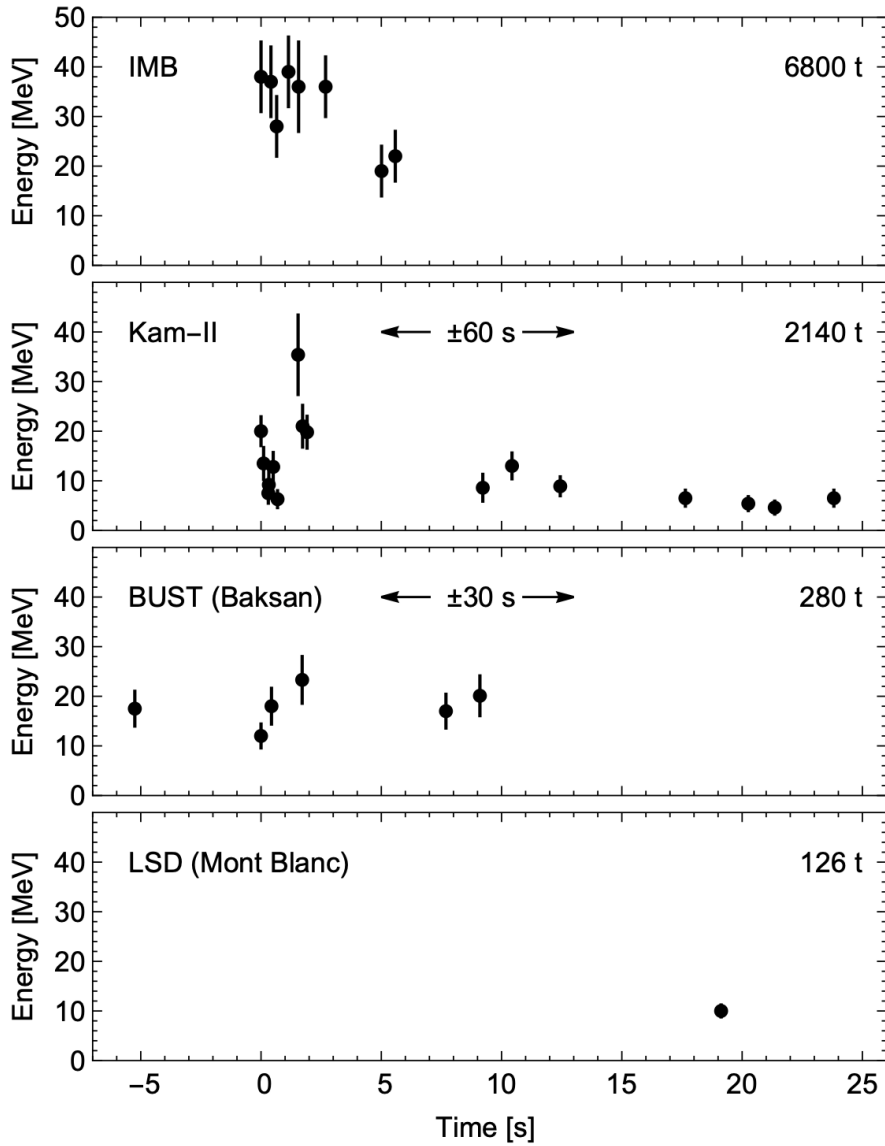 50
40
30
20
10
0
Energy [MeV]
IMB
6800 t
40
30
20
10
0
Energy [MeV]
Kam−II
±60 s
2140 t
40
30
20
10
0
Energy [MeV]
BUST (Baksan)
±30 s
280 t
40
30
20
10
0
Energy [MeV]
LSD (Mont Blanc)
126 t
−5 0 5 10 15 20 25
Time [s]